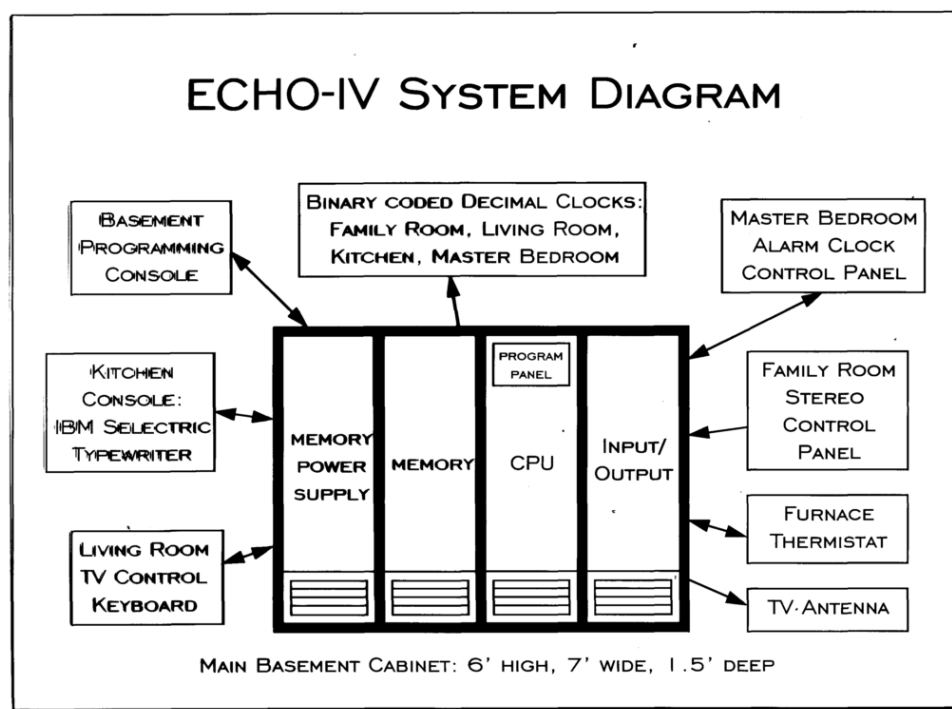 ECHO-IV SYSTEM DIAGRAM
BASEMENT
PROGRAMMING
CONSOLE
BINARY CODED DECIMAL CLOCKS:
FAMILY ROOM, LIVING ROOM,
KITCHEN, MASTER BEDROOM
MASTER BEDROOM
ALARM CLOCK
CONTROL PANEL
KITCHEN
CONSOLE:
IBM SELECTRIC
TYPEWRITER
LIVING ROOM
TV CONTROL
KEYBOARD
MEMORY
POWER
SUPPLY
MEMORY
PROGRAM
PANEL
CPU
INPUT/
OUTPUT
FAMILY ROOM
STEREO
CONTROL
PANEL
FURNACE
THERMISTAT
TV·ANTENNA
MAIN BASEMENT CABINET: 6' HIGH, 7' WIDE, 1.5' DEEP